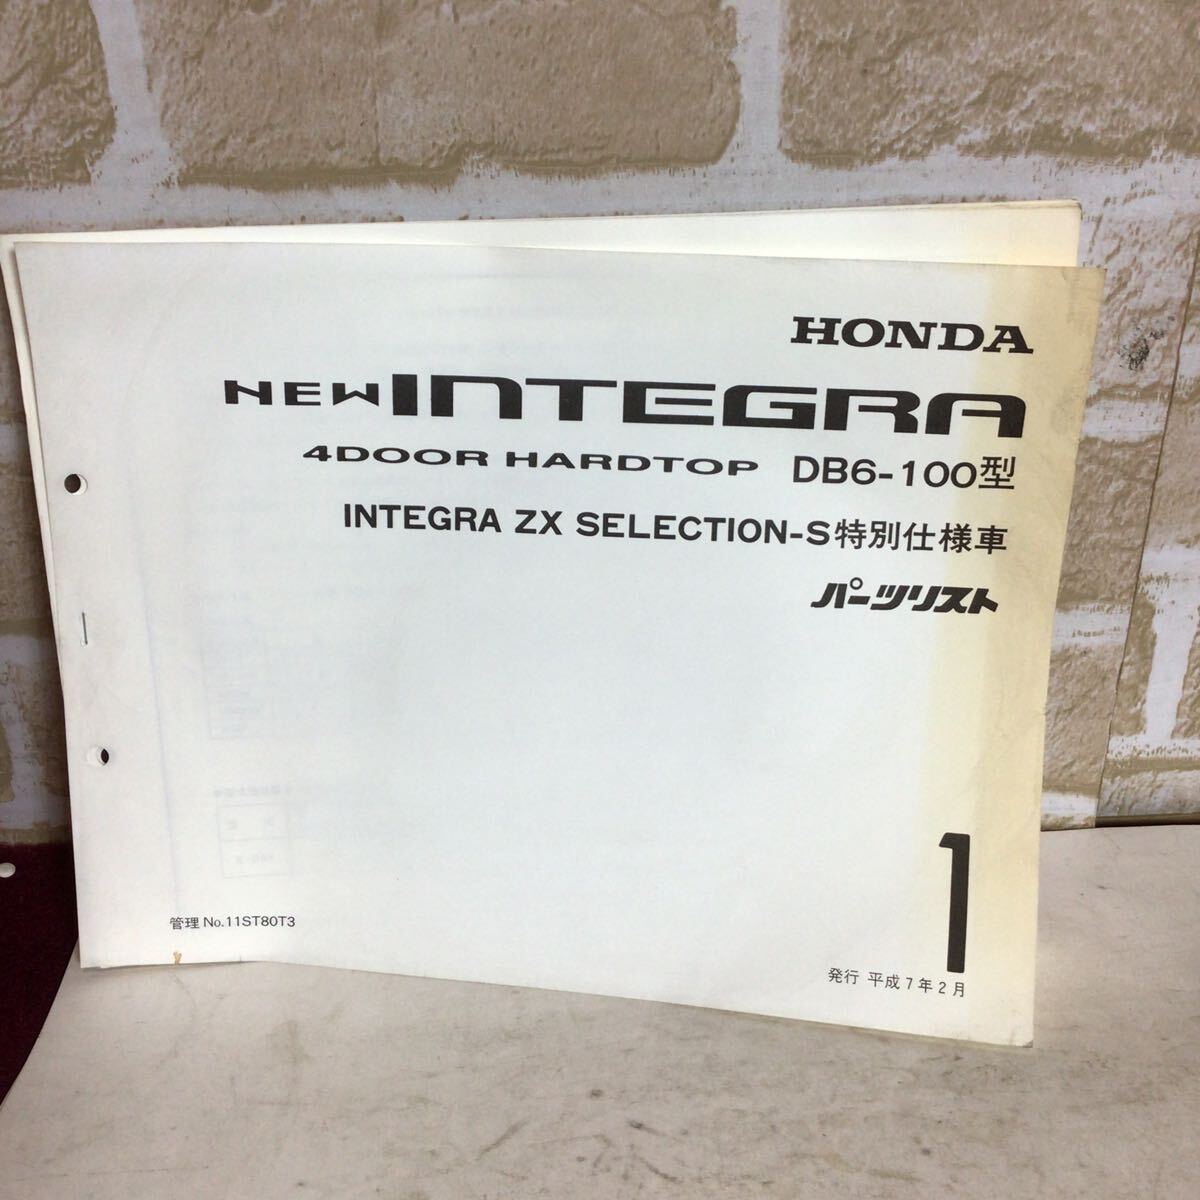 HONDA
NEW INTEGRA
4DOOR HARDTOP DB6-100型
INTEGRA ZX SELECTION-S特別仕様車
パーツリスト
1
管理 No.11ST80T3
発行 平成7年2月